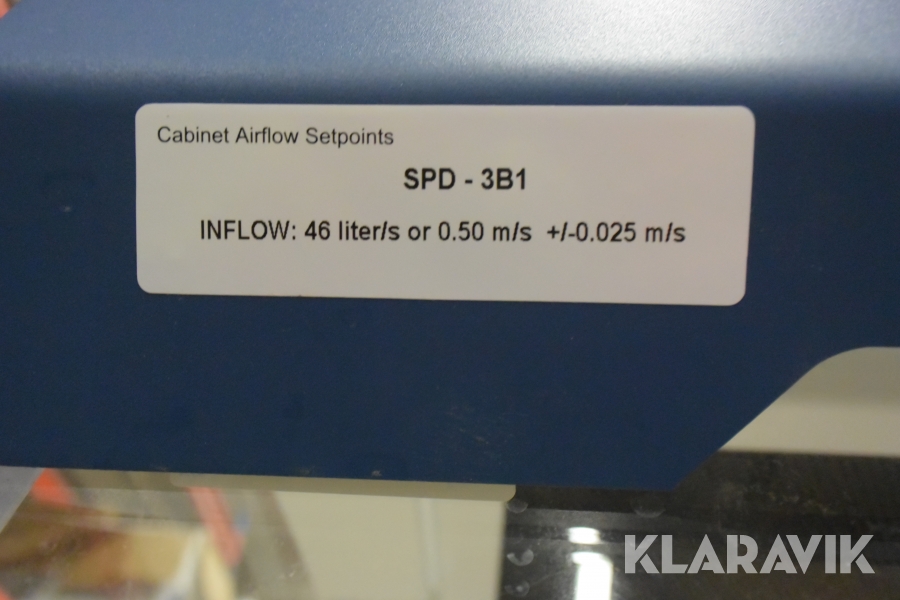 Cabinet Airflow Setpoints
SPD - 3B1
INFLOW: 46 liter/s or 0.50 m/s +/-0.025 m/s
KLARAVIK